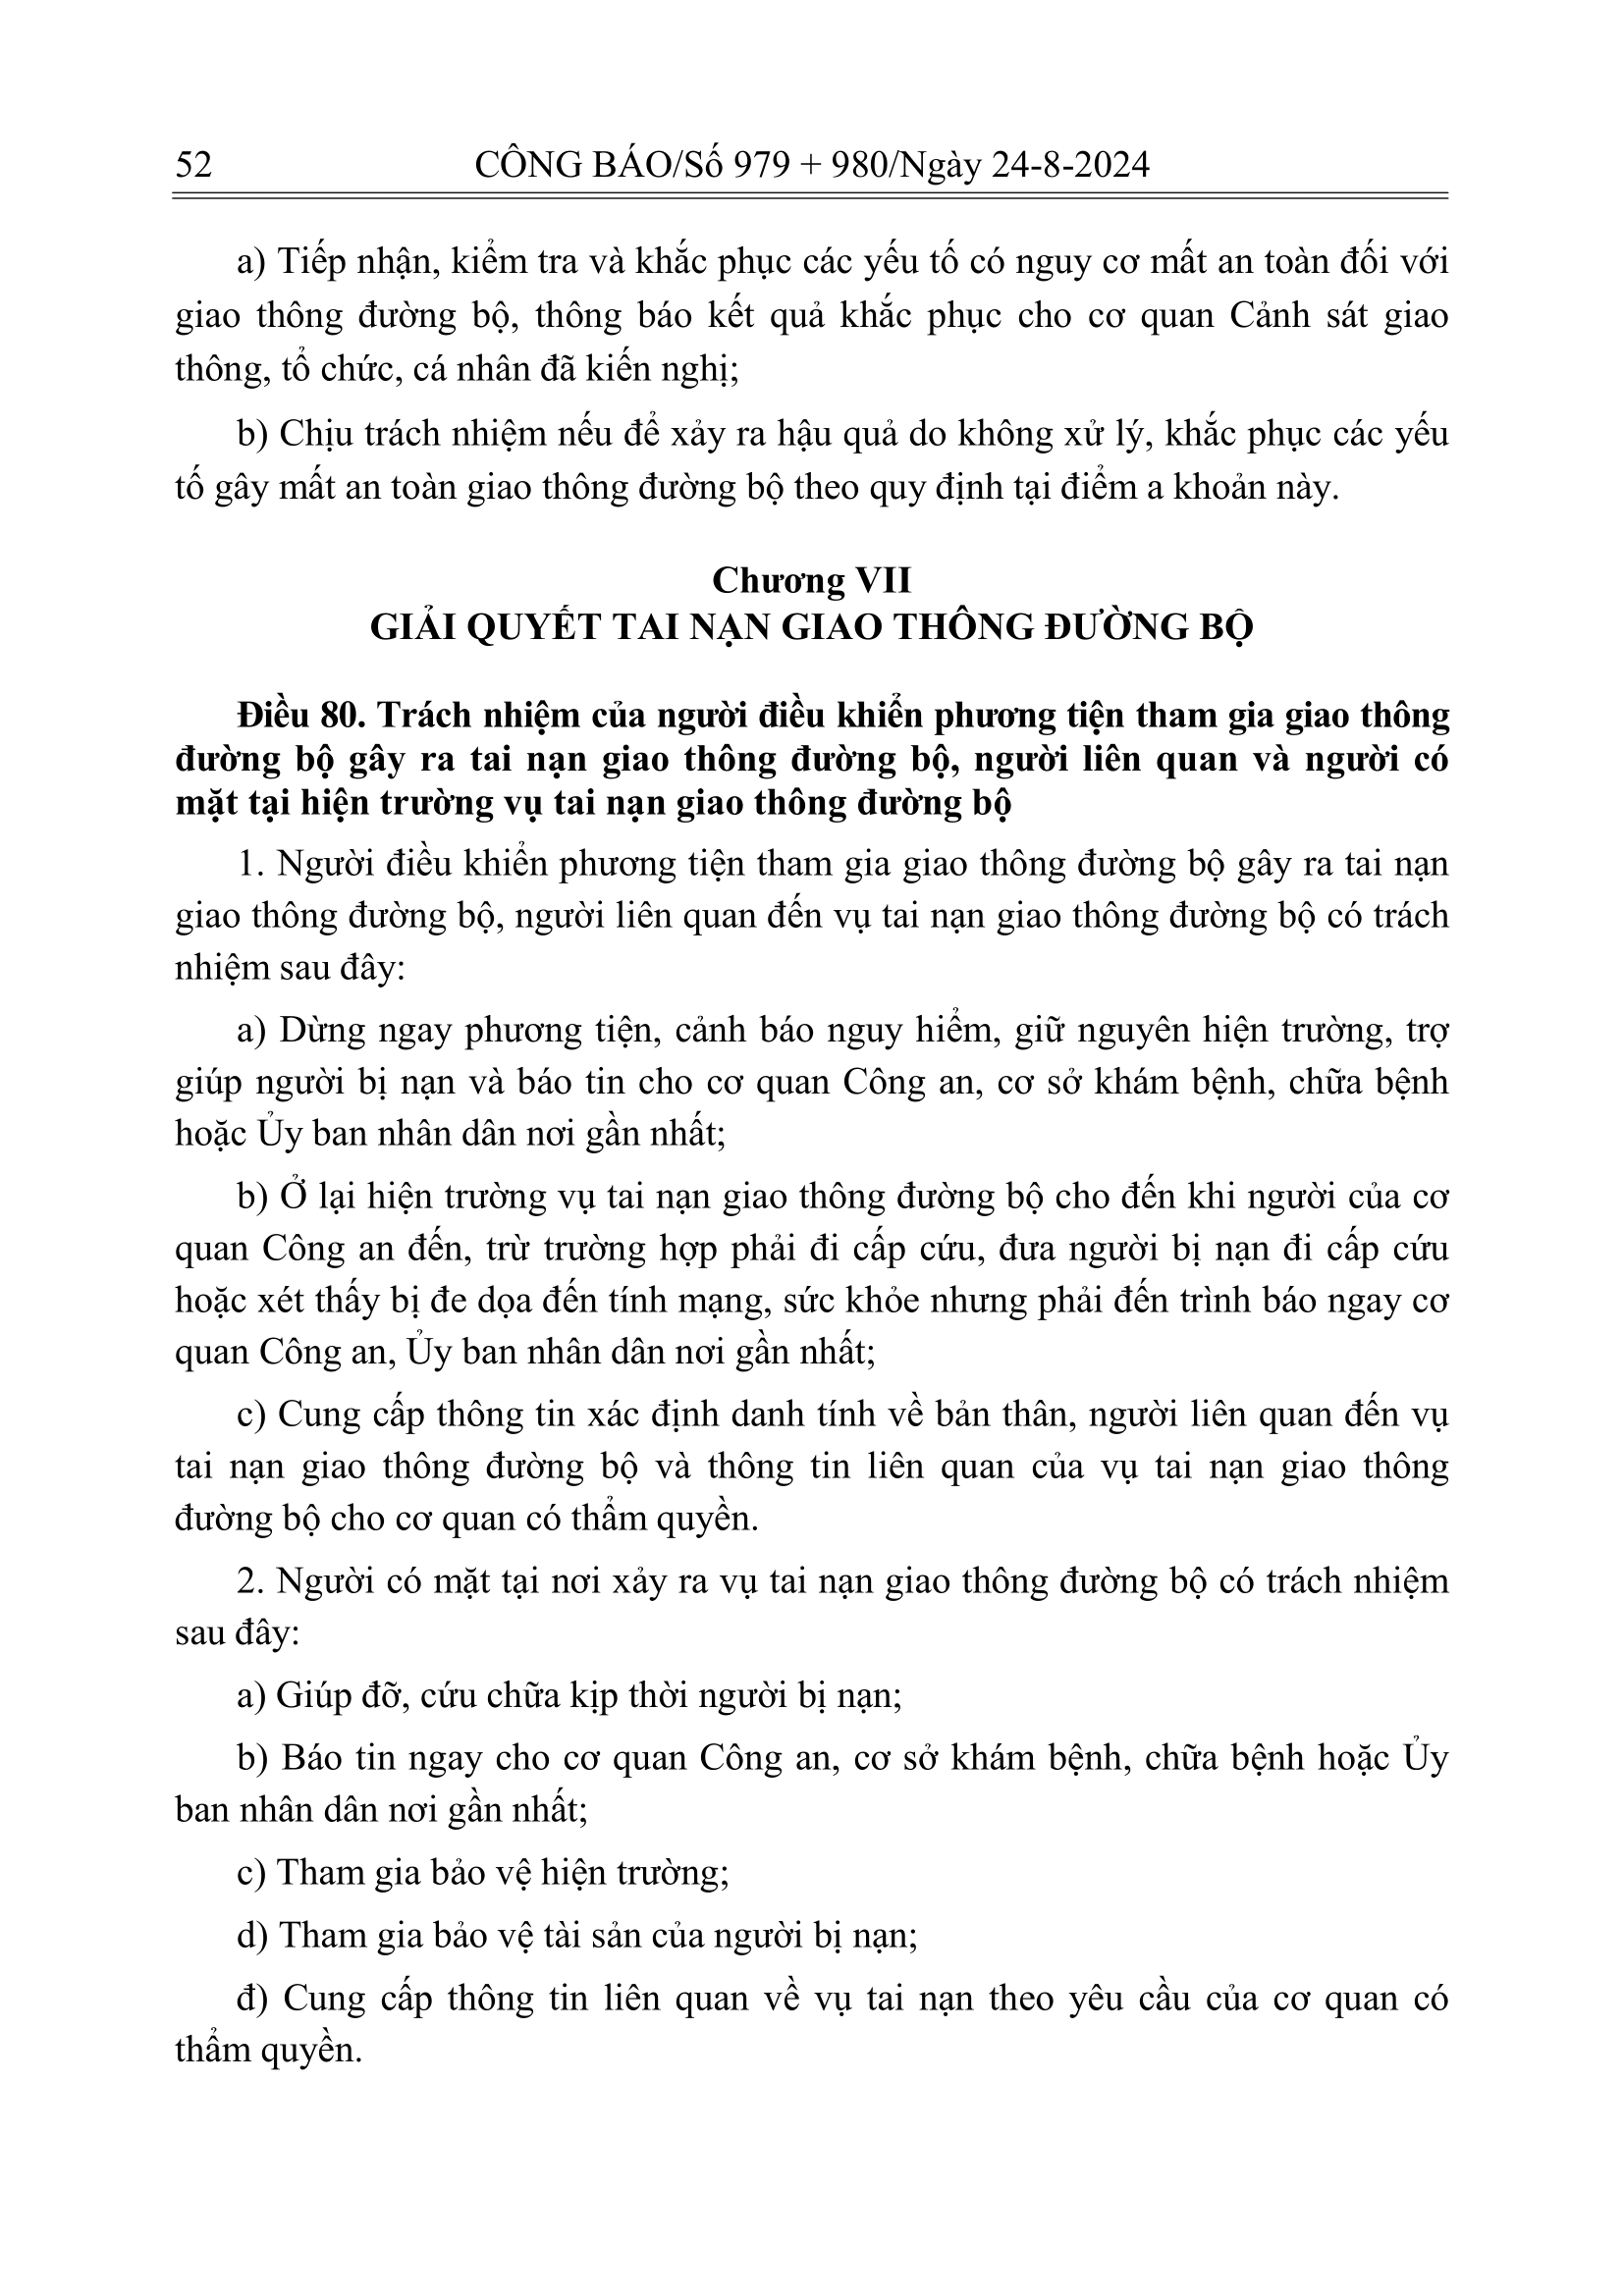 52
CÔNG BÁO/Số 979 + 980/Ngày 24-8-2024
a) Tiếp nhận, kiểm tra và khắc phục các yếu tố có nguy cơ mất an toàn đối với
giao thông đường bộ, thông báo kết quả khắc phục cho cơ quan Cảnh sát giao
thông, tổ chức, cá nhân đã kiến nghị;
b) Chịu trách nhiệm nếu để xảy ra hậu quả do không xử lý, khắc phục các yếu
tố gây mất an toàn giao thông đường bộ theo quy định tại điểm a khoản này.
Chương VII
GIẢI QUYẾT TAI NẠN GIAO THÔNG ĐƯỜNG BỘ
Điều 80. Trách nhiệm của người điều khiển phương tiện tham gia giao thông
đường bộ gây ra tai nạn giao thông đường bộ, người liên quan và người có
mặt tại hiện trường vụ tai nạn giao thông đường bộ
1. Người điều khiển phương tiện tham gia giao thông đường bộ gây ra tai nạn
giao thông đường bộ, người liên quan đến vụ tai nạn giao thông đường bộ có trách
nhiệm sau đây:
a) Dừng ngay phương tiện, cảnh báo nguy hiểm, giữ nguyên hiện trường, trợ
giúp người bị nạn và báo tin cho cơ quan Công an, cơ sở khám bệnh, chữa bệnh
hoặc Ủy ban nhân dân nơi gần nhất;
b) Ở lại hiện trường vụ tai nạn giao thông đường bộ cho đến khi người của cơ
quan Công an đến, trừ trường hợp phải đi cấp cứu, đưa người bị nạn đi cấp cứu
hoặc xét thấy bị đe dọa đến tính mạng, sức khỏe nhưng phải đến trình báo ngay cơ
quan Công an, Ủy ban nhân dân nơi gần nhất;
c) Cung cấp thông tin xác định danh tính về bản thân, người liên quan đến vụ
tai nạn giao thông đường bộ và thông tin liên quan của vụ tai nạn giao thông
đường bộ cho cơ quan có thẩm quyền.
2. Người có mặt tại nơi xảy ra vụ tai nạn giao thông đường bộ có trách nhiệm
sau đây:
a) Giúp đỡ, cứu chữa kịp thời người bị nạn;
b) Báo tin ngay cho cơ quan Công an, cơ sở khám bệnh, chữa bệnh hoặc Ủy
ban nhân dân nơi gần nhất;
c) Tham gia bảo vệ hiện trường;
d) Tham gia bảo vệ tài sản của người bị nạn;
đ) Cung cấp thông tin liên quan về vụ tai nạn theo yêu cầu của cơ quan có
thẩm quyền.